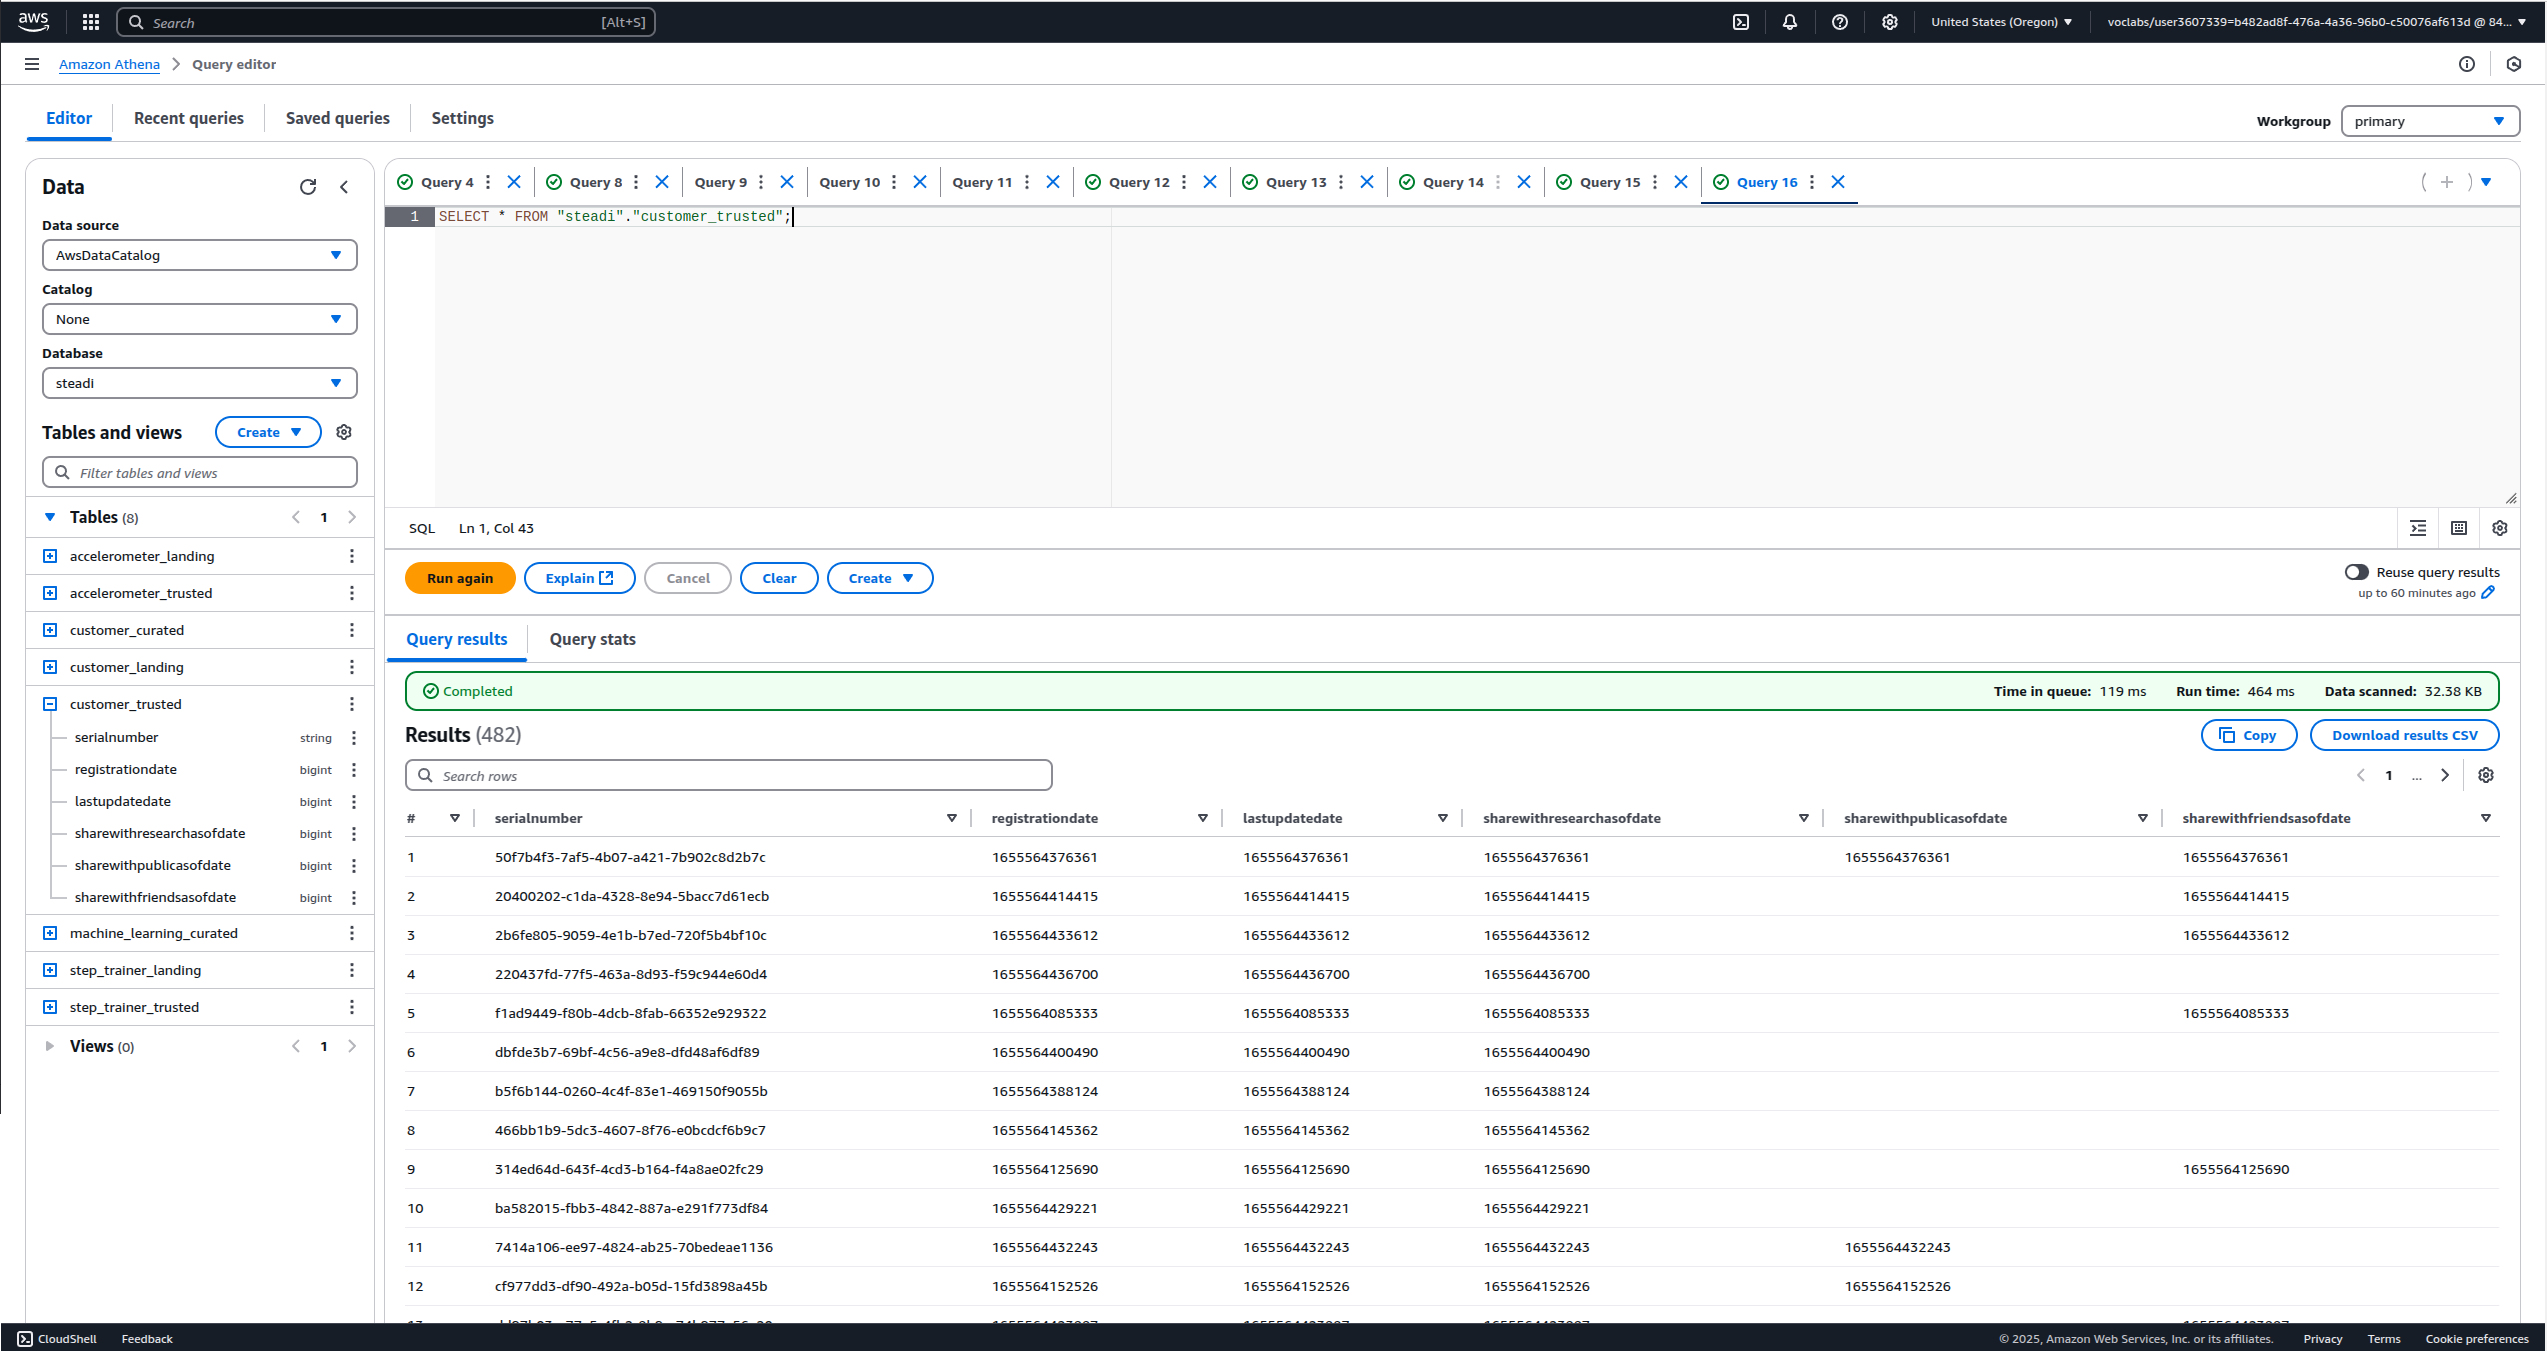 aws Search [Alt+S] United States (Oregon) voclabs/user3607339=b482ad8f-476a-4a36-96b0-c50076af613d @ 84...
Amazon Athena Query editor
Editor Recent queries Saved queries Settings Workgroup primary
Data
Data source
AwsDataCatalog
Catalog
None
Database
steadi
Tables and views Create
Filter tables and views
Tables (8) 1
accelerometer_landing
accelerometer_trusted
customer_curated
customer_landing
customer_trusted
serialnumber string
registrationdate bigint
lastupdatedate bigint
sharewithresearchasofdate bigint
sharewithpublicasofdate bigint
sharewithfriendsasofdate bigint
machine_learning_curated
step_trainer_landing
step_trainer_trusted
Views (0) 1
Query 4 Query 8 Query 9 Query 10 Query 11 Query 12 Query 13 Query 14 Query 15 Query 16
1 SELECT * FROM "steadi"."customer_trusted";
SQL Ln 1, Col 43
Run again Explain Cancel Clear Create Reuse query results
up to 60 minutes ago
Query results Query stats
Completed Time in queue: 119 ms Run time: 464 ms Data scanned: 32.38 KB
Results (482) Copy Download results CSV
Search rows 1 ...
# serialnumber registrationdate lastupdatedate sharewithresearchasofdate sharewithpublicasofdate sharewithfriendsasofdate
1 50f7b4f3-7af5-4b07-a421-7b902c8d2b7c 1655564376361 1655564376361 1655564376361 1655564376361 1655564376361
2 20400202-c1da-4328-8e94-5bacc7d61ecb 1655564414415 1655564414415 1655564414415 1655564414415
3 2b6fe805-9059-4e1b-b7ed-720f5b4bf10c 1655564433612 1655564433612 1655564433612 1655564433612
4 220437fd-77f5-463a-8d93-f59c944e60d4 1655564436700 1655564436700 1655564436700
5 f1ad9449-f80b-4dcb-8fab-66352e929322 1655564085333 1655564085333 1655564085333 1655564085333
6 dbfde3b7-69bf-4c56-a9e8-dfd48af6df89 1655564400490 1655564400490 1655564400490
7 b5f6b144-0260-4c4f-83e1-469150f9055b 1655564388124 1655564388124 1655564388124
8 466bb1b9-5dc3-4607-8f76-e0bcdcf6b9c7 1655564145362 1655564145362 1655564145362
9 314ed64d-643f-4cd3-b164-f4a8ae02fc29 1655564125690 1655564125690 1655564125690 1655564125690
10 ba582015-fbb3-4842-887a-e291f773df84 1655564429221 1655564429221 1655564429221
11 7414a106-ee97-4824-ab25-70bedeae1136 1655564432243 1655564432243 1655564432243 1655564432243
12 cf977dd3-df90-492a-b05d-15fd3898a45b 1655564152526 1655564152526 1655564152526 1655564152526
CloudShell Feedback © 2025, Amazon Web Services, Inc. or its affiliates. Privacy Terms Cookie preferences